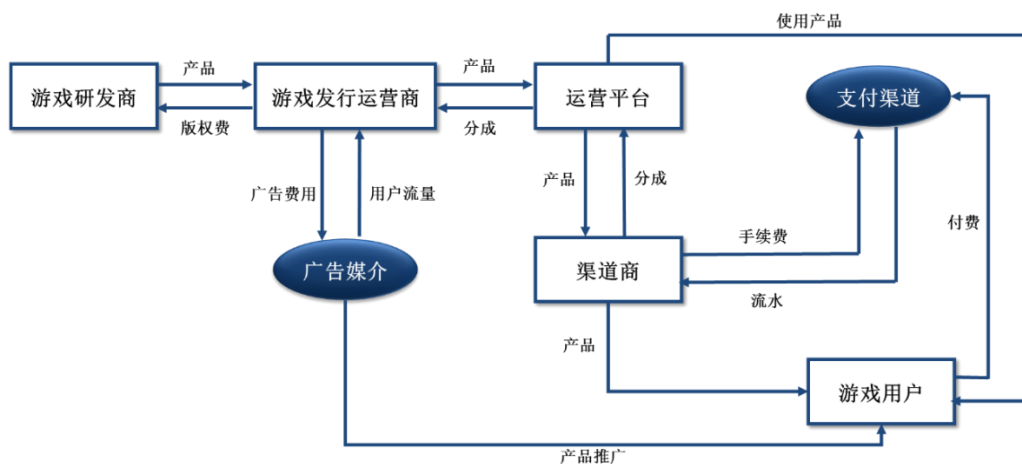 使用产品
产品
产品
游戏研发商
游戏发行运营商
运营平台
支付渠道
版权费
分成
广告费用
用户流量
产品
分成
付费
手续费
广告媒介
渠道商
流水
产品
游戏用户
产品推广